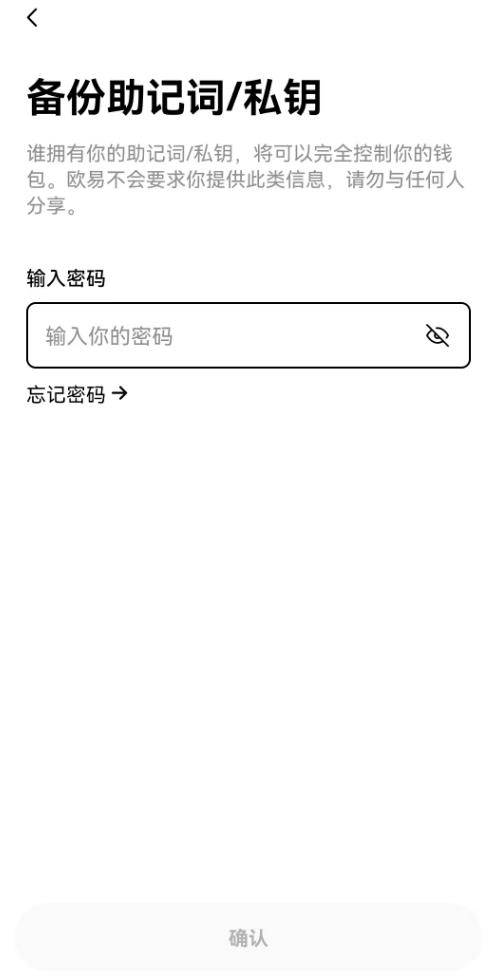 备份助记词/私钥
谁拥有你的助记词/私钥，将可以完全控制你的钱
包。欧易不会要求你提供此类信息，请勿与任何人
分享。
输入密码
输入你的密码
忘记密码→
确认